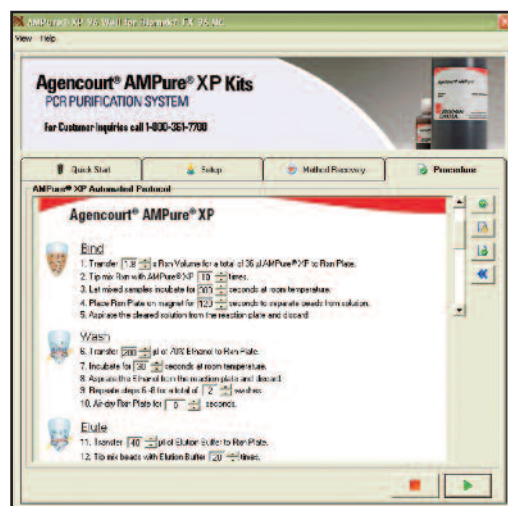 AMPure® XP 96 Well for Biomek® FX 96 MC
View Help
Agencourt® AMPure® XP Kits
PCR PURIFICATION SYSTEM
For Customer Inquiries call 1-800-361-7780
Quick Start
Setup
Method Recovery
Procedure
AMPure® XP Automated Protocol
Agencourt® AMPure® XP
Bind
1. Transfer 1.8 x Rxn Volume for a total of 36 µl AMPure® XP to Rxn Plate.
2. Tip mix Rxn with AMPure® XP 10 times.
3. Let mixed samples incubate for 300 seconds at room temperature.
4. Place Rxn Plate on magnet for 120 seconds to separate beads from solution.
5. Aspirate the cleared solution from the reaction plate and discard
Wash
6. Transfer 200 µl of 70% Ethanol to Rxn Plate.
7. Incubate for 30 seconds at room temperature.
8. Aspirate the Ethanol from the reaction plate and discard
9. Repeate steps 6-8 for a total of 2 washes
10. Air-dry Rxn Plate for 0 seconds.
Elute
11. Transfer 40 µl of Elution Buffer to Rxn Plate.
12. Tip mix beads with Elution Buffer 20 times.